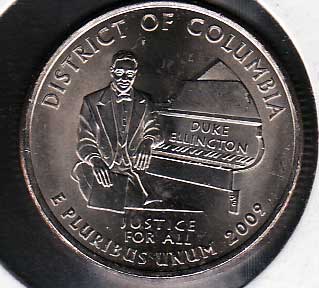 DISTRICT OF COLUMBIA
DUKE
ELLINGTON
JUSTICE
FOR ALL
E PLURIBUS UNUM 2009